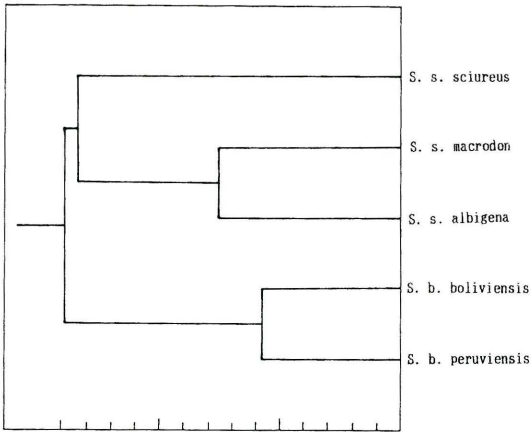 S. s. sciureus
S. s. macrodon
S. s. albigena
S. b. boliviensis
S. b. peruviensis